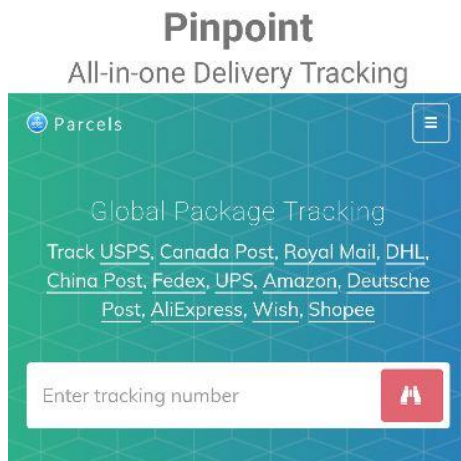 Pinpoint
All-in-one Delivery Tracking
Parcels
Global Package Tracking
Track USPS, Canada Post, Royal Mail, DHL,
China Post, Fedex, UPS, Amazon, Deutsche
Post, AliExpress, Wish, Shopee
Enter tracking number